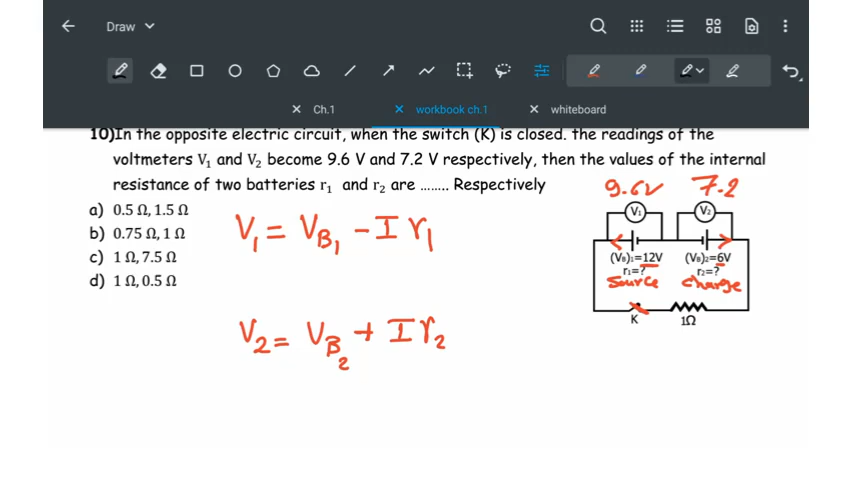 Draw
Ch.1
workbook ch.1
whiteboard
10)In the opposite electric circuit, when the switch (K) is closed. the readings of the
voltmeters V₁ and V₂ become 9.6 V and 7.2 V respectively, then the values of the internal
resistance of two batteries r₁ and r₂ are …….. Respectively
a) 0.5 Ω, 1.5 Ω
b) 0.75 Ω, 1 Ω
c) 1 Ω, 7.5 Ω
d) 1 Ω, 0.5 Ω
V₁ = V_B₁ - I r₁
V₂ = V_B₂ + I r₂
9.6V 7.2
V₁ V₂
(V_B)₁=12V (V_B)₂=6V
r₁=? r₂=?
Source charge
K 1Ω